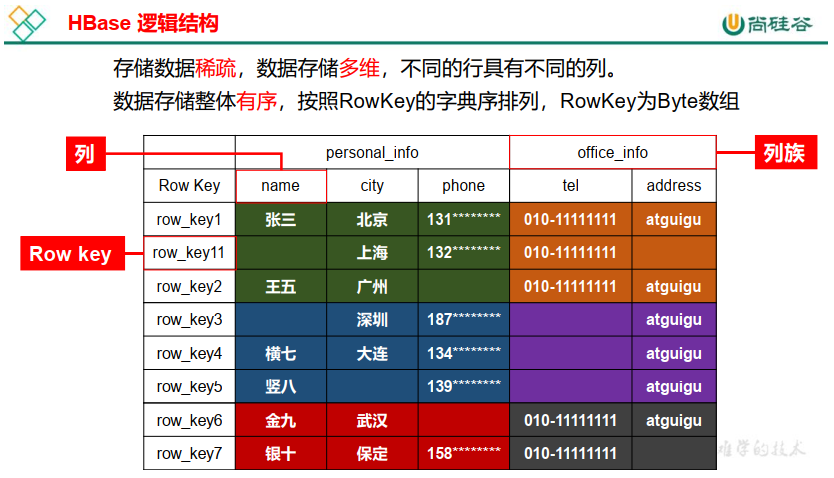 HBase 逻辑结构
尚硅谷
存储数据稀疏，数据存储多维，不同的行具有不同的列。
数据存储整体有序，按照RowKey的字典序排列，RowKey为Byte数组
列
personal_info office_info
列族
Row Key name city phone tel address
row_key1 张三 北京 131******** 010-11111111 atguigu
Row key
row_key11 上海 132******** 010-11111111
row_key2 王五 广州 010-11111111 atguigu
row_key3 深圳 187******** atguigu
row_key4 横七 大连 134******** atguigu
row_key5 竖八 139******** atguigu
row_key6 金九 武汉 010-11111111 atguigu
row_key7 银十 保定 158******** 010-11111111
学的技术